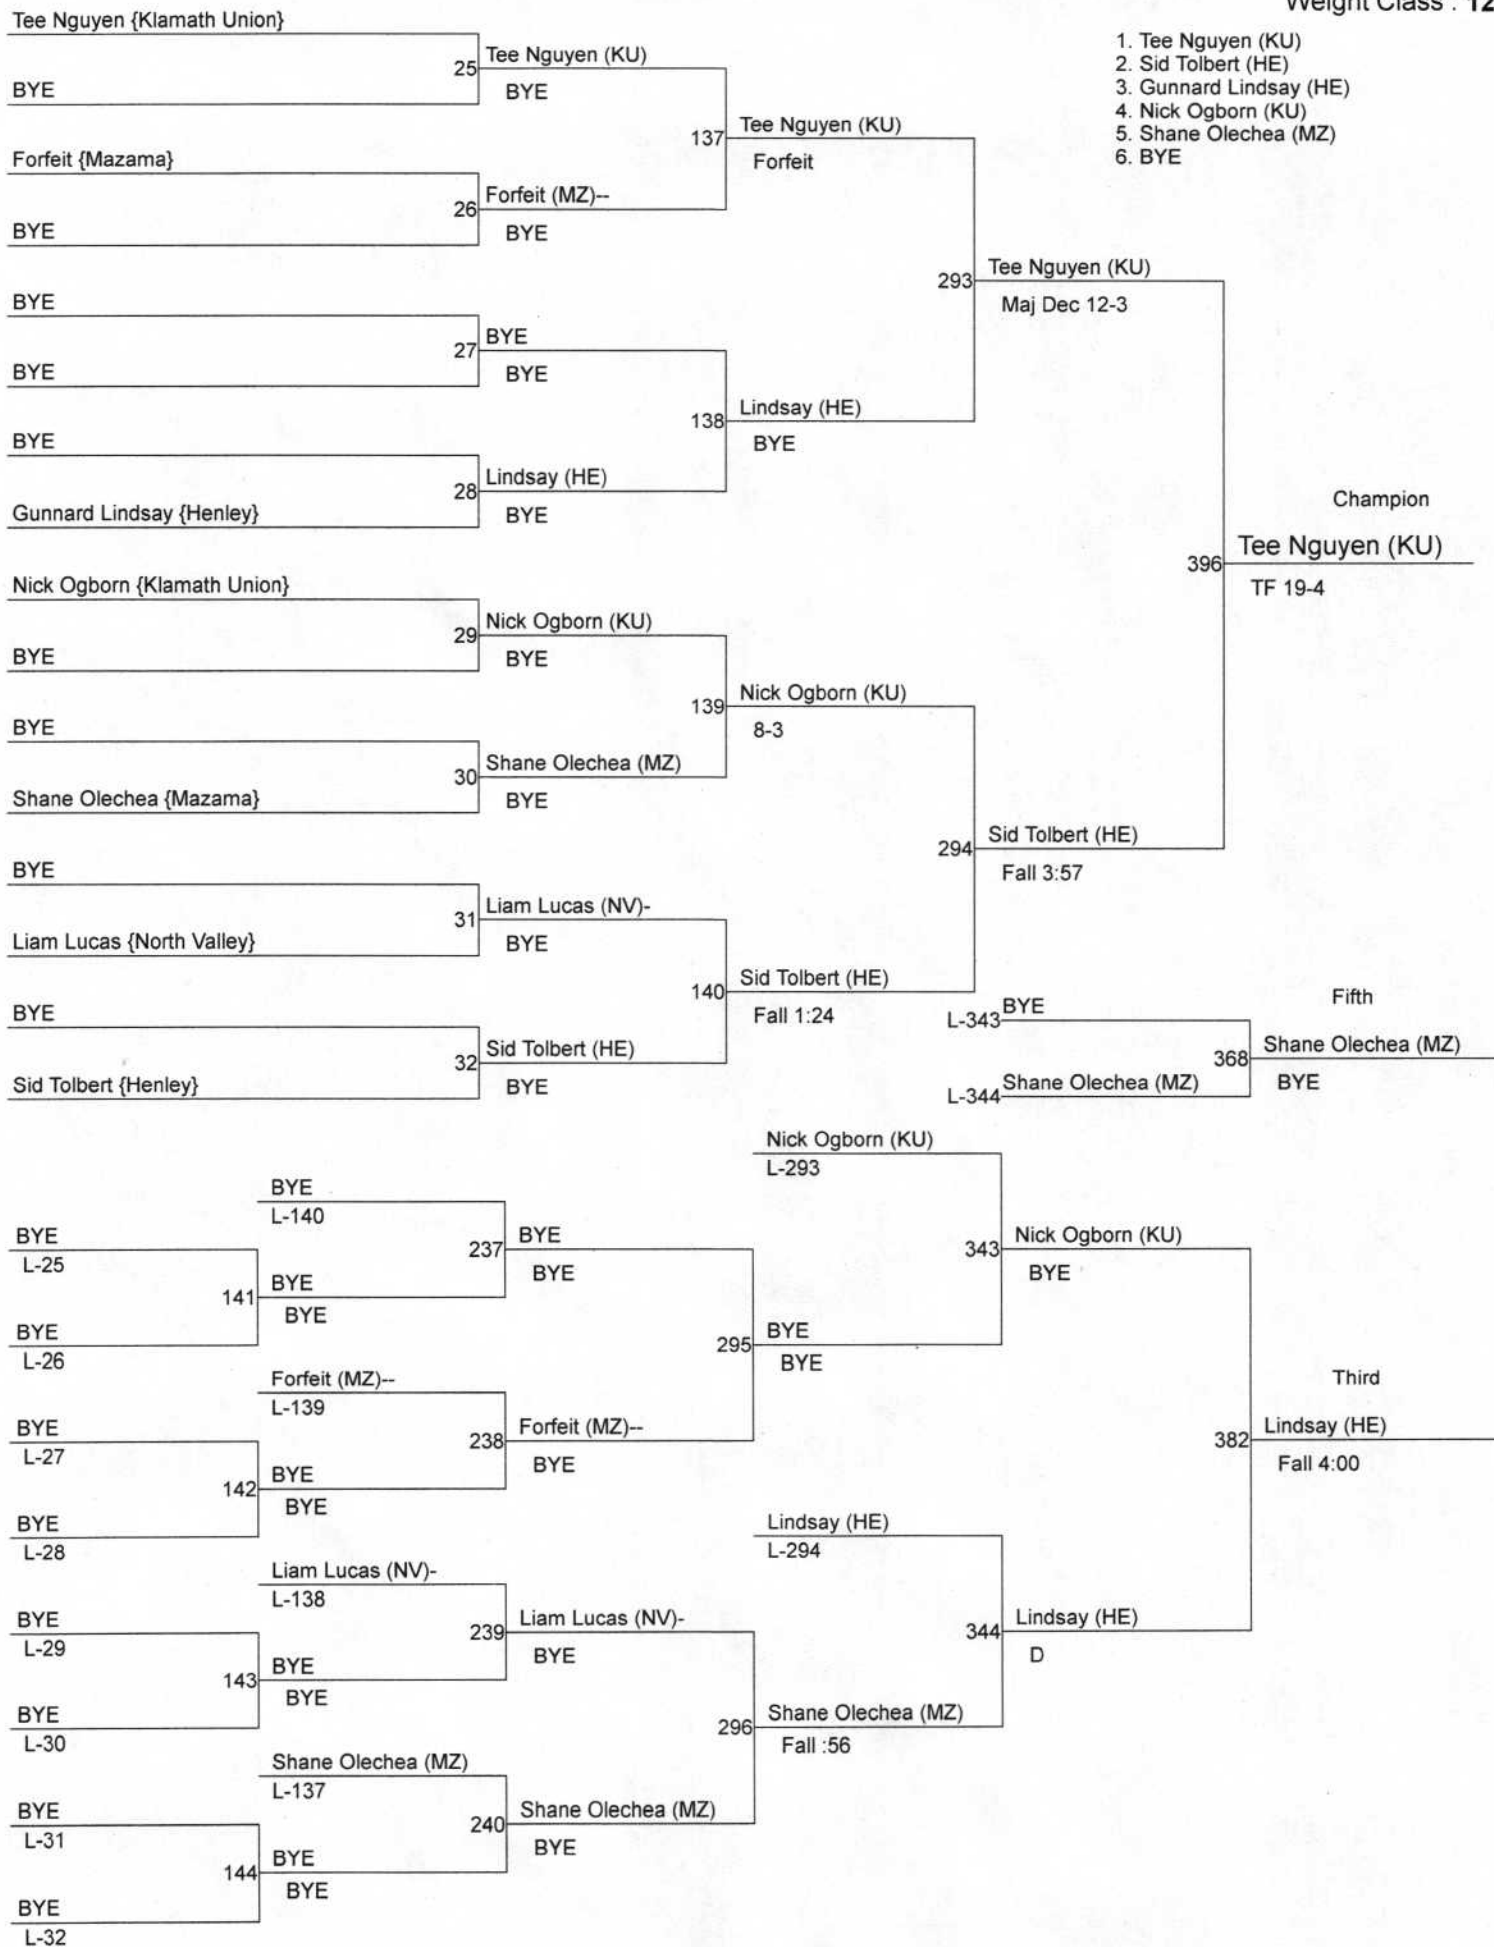 Weight Class : 12
Tee Nguyen {Klamath Union}
1. Tee Nguyen (KU)
2. Sid Tolbert (HE)
3. Gunnard Lindsay (HE)
4. Nick Ogborn (KU)
5. Shane Olechea (MZ)
6. BYE
25 Tee Nguyen (KU)
BYE
BYE
137 Tee Nguyen (KU)
Forfeit
Forfeit {Mazama}
26 Forfeit (MZ)--
BYE
BYE
293 Tee Nguyen (KU)
Maj Dec 12-3
BYE
27 BYE
BYE
BYE
138 Lindsay (HE)
BYE
BYE
28 Lindsay (HE)
BYE
Gunnard Lindsay {Henley}
Champion
396 Tee Nguyen (KU)
TF 19-4
Nick Ogborn {Klamath Union}
29 Nick Ogborn (KU)
BYE
BYE
139 Nick Ogborn (KU)
8-3
BYE
30 Shane Olechea (MZ)
BYE
Shane Olechea {Mazama}
294 Sid Tolbert (HE)
Fall 3:57
BYE
31 Liam Lucas (NV)-
BYE
Liam Lucas {North Valley}
140 Sid Tolbert (HE)
Fall 1:24
BYE
32 Sid Tolbert (HE)
BYE
Sid Tolbert {Henley}
Fifth
L-343 BYE
368 Shane Olechea (MZ)
BYE
L-344 Shane Olechea (MZ)
Nick Ogborn (KU)
L-293
BYE
L-140
BYE
L-25
237 BYE
BYE
343 Nick Ogborn (KU)
BYE
141 BYE
BYE
BYE
L-26
295 BYE
BYE
Forfeit (MZ)--
L-139
Third
BYE
L-27
238 Forfeit (MZ)--
BYE
382 Lindsay (HE)
Fall 4:00
142 BYE
BYE
BYE
L-28
Lindsay (HE)
L-294
Liam Lucas (NV)-
L-138
BYE
L-29
239 Liam Lucas (NV)-
BYE
344 Lindsay (HE)
D
143 BYE
BYE
BYE
L-30
296 Shane Olechea (MZ)
Fall :56
Shane Olechea (MZ)
L-137
BYE
L-31
240 Shane Olechea (MZ)
BYE
144 BYE
BYE
BYE
L-32